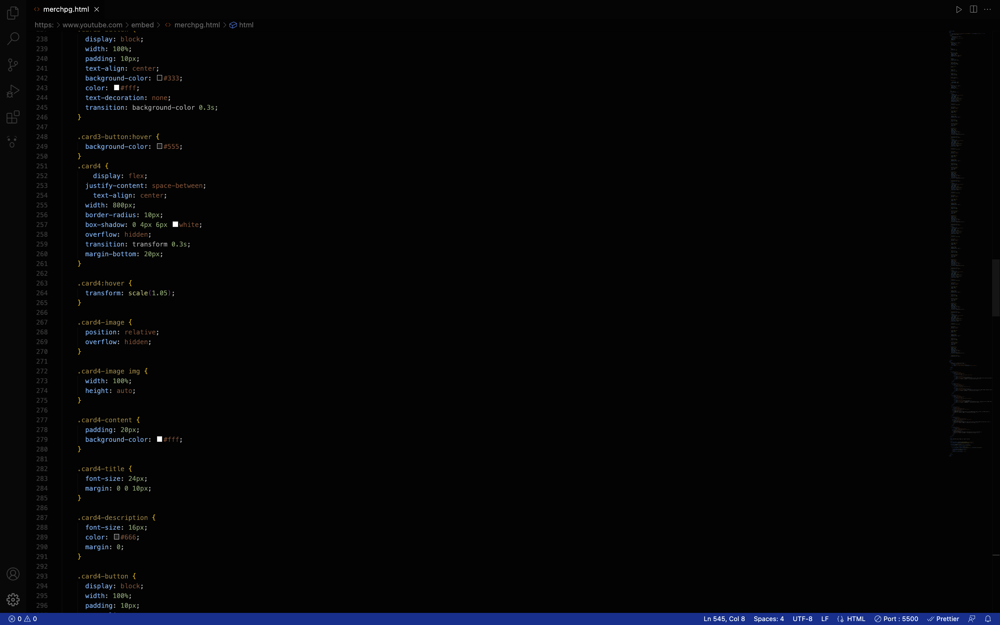 merchpg.html
https: > www.youtube.com > embed > merchpg.html > html
238 display: block;
239 width: 100%;
240 padding: 10px;
241 text-align: center;
242 background-color: #333;
243 color: #fff;
244 text-decoration: none;
245 transition: background-color 0.3s;
246 }
247
248 .card3-button:hover {
249 background-color: #555;
250 }
251 .card4 {
252 display: flex;
253 justify-content: space-between;
254 text-align: center;
255 width: 800px;
256 border-radius: 10px;
257 box-shadow: 0 4px 6px white;
258 overflow: hidden;
259 transition: transform 0.3s;
260 margin-bottom: 20px;
261 }
262
263 .card4:hover {
264 transform: scale(1.05);
265 }
266
267 .card4-image {
268 position: relative;
269 overflow: hidden;
270 }
271
272 .card4-image img {
273 width: 100%;
274 height: auto;
275 }
276
277 .card4-content {
278 padding: 20px;
279 background-color: #fff;
280 }
281
282 .card4-title {
283 font-size: 24px;
284 margin: 0 0 10px;
285 }
286
287 .card4-description {
288 font-size: 16px;
289 color: #666;
290 margin: 0;
291 }
292
293 .card4-button {
294 display: block;
295 width: 100%;
296 padding: 10px;
0 0 Ln 545, Col 8 Spaces: 4 UTF-8 LF HTML Port : 5500 Prettier